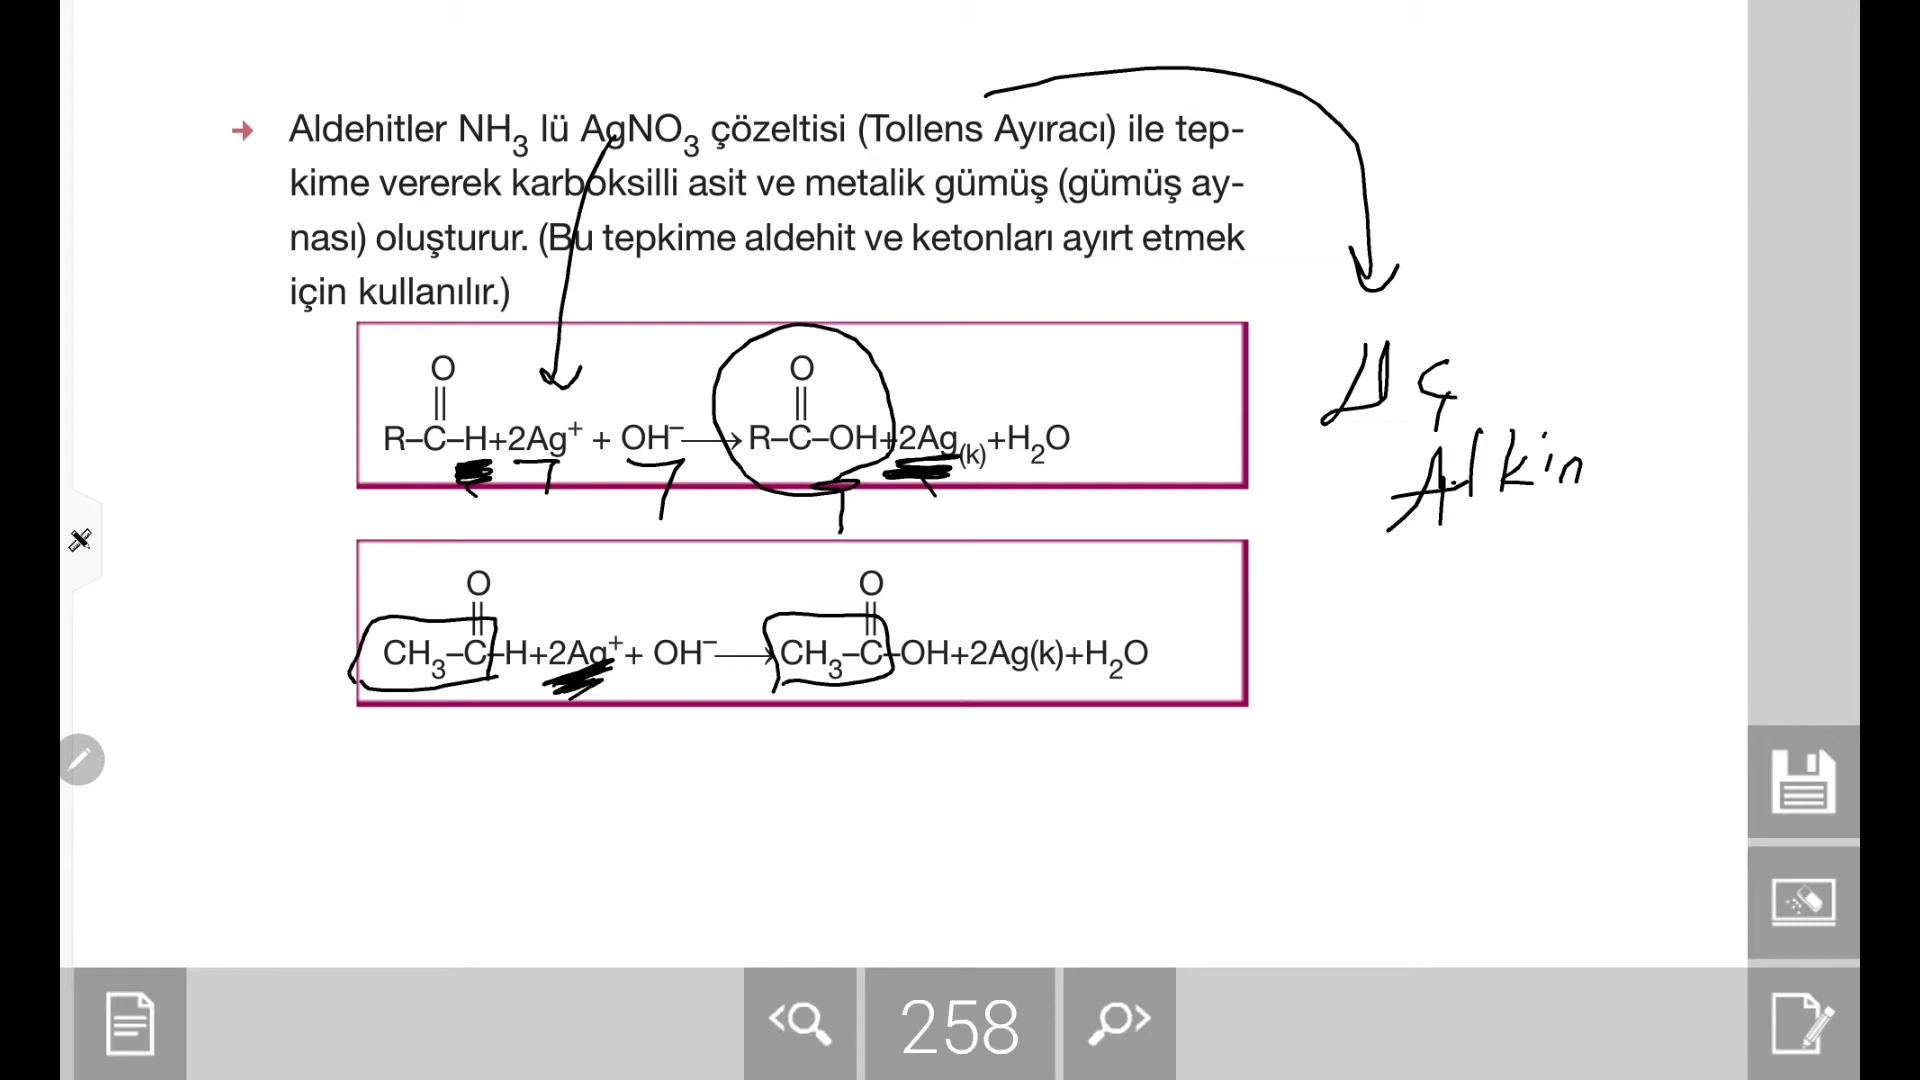 Aldehitler NH3 lü AgNO3 çözeltisi (Tollens Ayıracı) ile tep-
kime vererek karboksilli asit ve metalik gümüş (gümüş ay-
nası) oluşturur. (Bu tepkime aldehit ve ketonları ayırt etmek
için kullanılır.)
O O
|| ||
R–C–H+2Ag+ + OH– ⟶ R–C–OH+2Ag(k)+H2O
Uç
Alkin
O O
|| ||
CH3–C–H+2Ag+ + OH– ⟶ CH3–C–OH+2Ag(k)+H2O
258